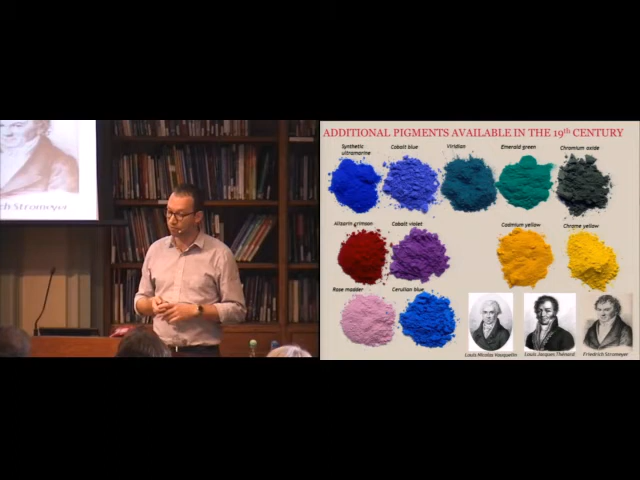 ADDITIONAL PIGMENTS AVAILABLE IN THE 19th CENTURY
Synthetic
ultramarine
Cobalt blue
Viridian
Emerald green
Chromium oxide
Alizarin crimson
Cobalt violet
Cadmium yellow
Chrome yellow
Rose madder
Cerulian blue
Louis Nicolas Vauquelin
Louis Jacques Thénard
Friedrich Stromeyer
Stromeyer